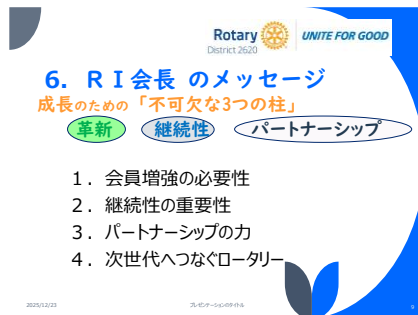 Rotary
District 2620
UNITE FOR GOOD
6. ＲＩ会長 のメッセージ
成長のための「不可欠な3つの柱」
革新 継続性 パートナーシップ
１．会員増強の必要性
２．継続性の重要性
３．パートナーシップの力
４．次世代へつなぐロータリー
2025/12/23 プレゼンテーションのタイトル 9